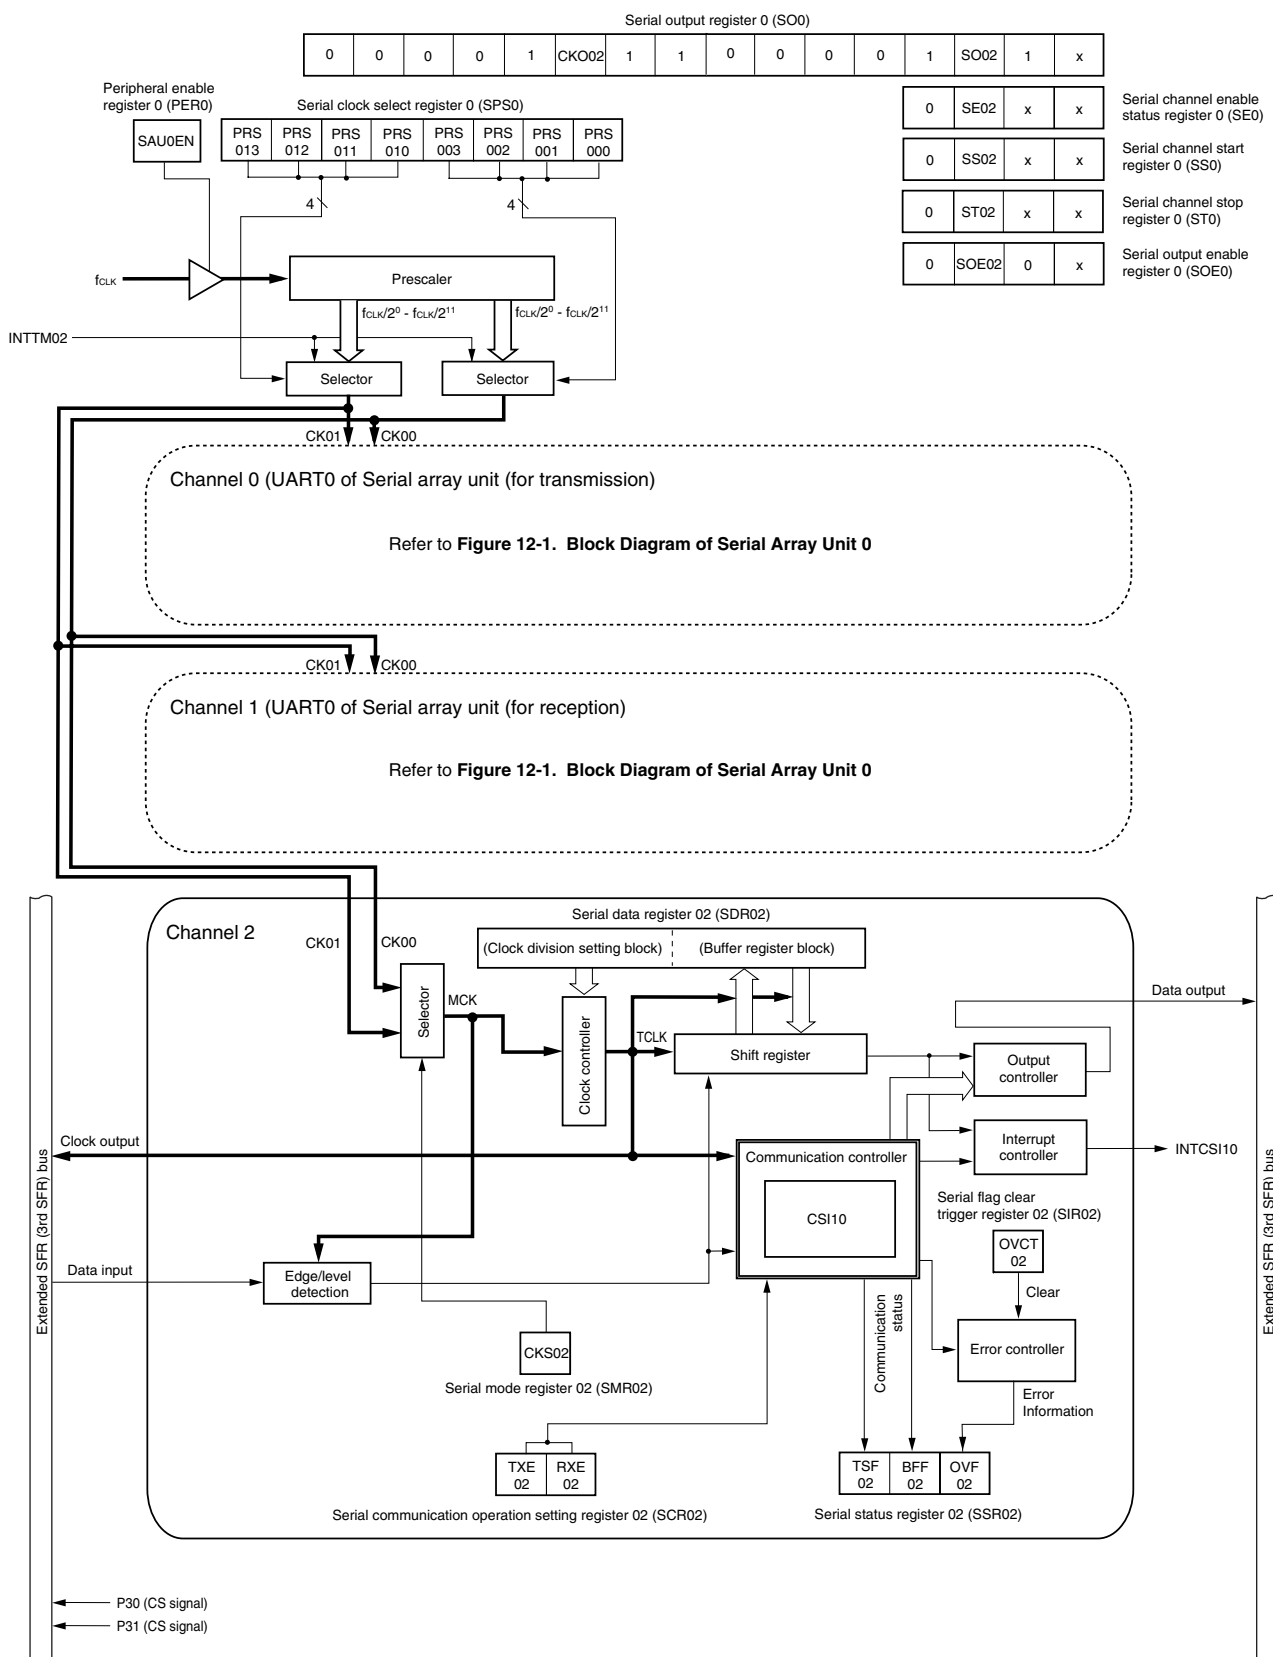 Serial output register 0 (SO0)
0 0 0 0 1 CKO02 1 1 0 0 0 0 1 SO02 1 x
Peripheral enable
register 0 (PER0)
SAU0EN
Serial clock select register 0 (SPS0)
PRS 013 PRS 012 PRS 011 PRS 010 PRS 003 PRS 002 PRS 001 PRS 000
0 SE02 x x
Serial channel enable
status register 0 (SE0)
0 SS02 x x
Serial channel start
register 0 (SS0)
0 ST02 x x
Serial channel stop
register 0 (ST0)
0 SOE02 0 x
Serial output enable
register 0 (SOE0)
4 4
fCLK
Prescaler
fCLK/2⁰ - fCLK/2¹¹ fCLK/2⁰ - fCLK/2¹¹
INTTM02
Selector Selector
CK01 CK00
Channel 0 (UART0 of Serial array unit (for transmission)
Refer to Figure 12-1. Block Diagram of Serial Array Unit 0
CK01 CK00
Channel 1 (UART0 of Serial array unit (for reception)
Refer to Figure 12-1. Block Diagram of Serial Array Unit 0
Channel 2
CK01 CK00
Serial data register 02 (SDR02)
(Clock division setting block) (Buffer register block)
Selector
MCK
Clock controller
TCLK
Shift register
Data output
Output
controller
Clock output
Communication controller
CSI10
Interrupt
controller
INTCSI10
Serial flag clear
trigger register 02 (SIR02)
OVCT
02
Clear
Data input
Edge/level
detection
Communication
status
Error controller
CKS02
Serial mode register 02 (SMR02)
Error
Information
TXE 02 RXE 02
Serial communication operation setting register 02 (SCR02)
TSF 02 BFF 02 OVF 02
Serial status register 02 (SSR02)
Extended SFR (3rd SFR) bus
Extended SFR (3rd SFR) bus
P30 (CS signal)
P31 (CS signal)